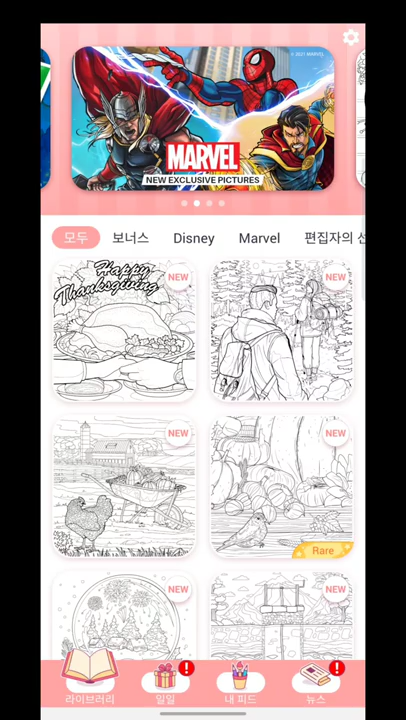 © 2021 MARVEL
MARVEL
NEW EXCLUSIVE PICTURES
모두 보너스 Disney Marvel 편집자의 선
Happy
Thanksgiving
NEW NEW
NEW NEW
Rare
NEW NEW
라이브러리 일일 내 피드 뉴스